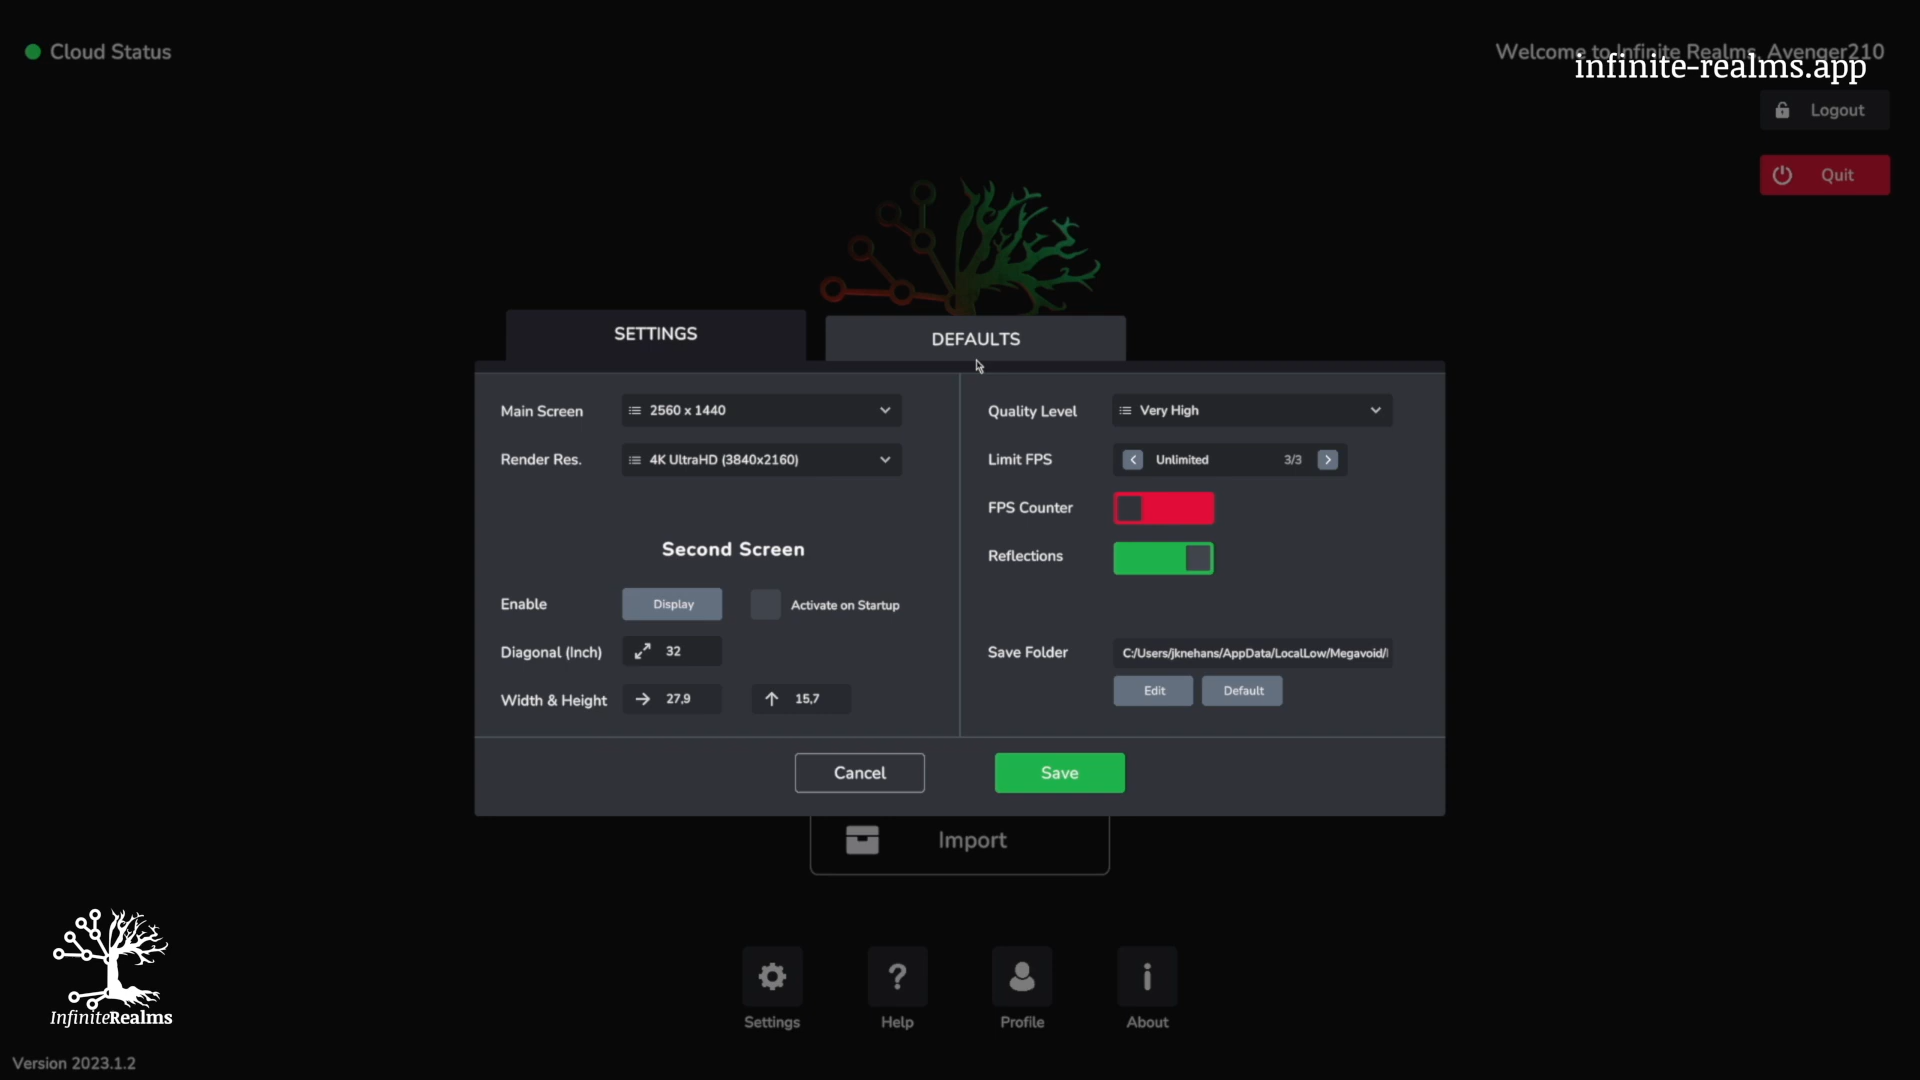 Cloud Status
Welcome to Infinite Realms, Avenger210
infinite-realms.app
Logout
Quit
SETTINGS
DEFAULTS
Main Screen
2560 x 1440
Render Res.
4K UltraHD (3840x2160)
Second Screen
Enable
Display
Activate on Startup
Diagonal (Inch)
32
Width & Height
27,9
15,7
Quality Level
Very High
Limit FPS
Unlimited
3/3
FPS Counter
Reflections
Save Folder
C:/Users/jknehans/AppData/LocalLow/Megavoid/
Edit
Default
Cancel
Save
Import
Settings
Help
Profile
About
InfiniteRealms
Version 2023.1.2